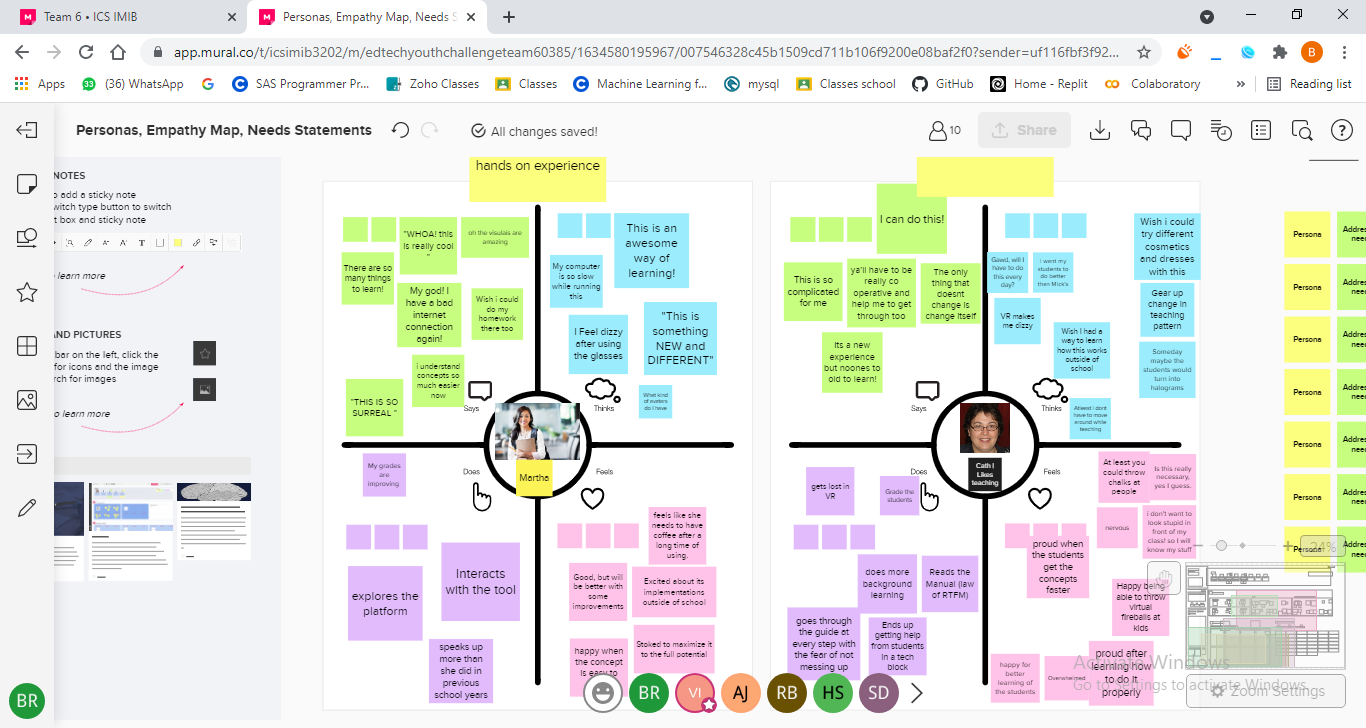 Team 6 • ICS IMIB
Personas, Empathy Map, Needs S
app.mural.co/t/icsimib3202/m/edtechyouthchallengeteam60385/1634580195967/007546328c45b1509cd711b106f9200e08baf2f0?sender=uf116fbf3f92...
B
Apps
33
(36) WhatsApp
SAS Programmer Pr...
Zoho Classes
Classes
Machine Learning f...
mysql
Classes school
GitHub
Home - Replit
Colaboratory
»
Reading list
Personas, Empathy Map, Needs Statements
All changes saved!
10
Share
NOTES
o add a sticky note
witch type button to switch
t box and sticky note
o learn more
AND PICTURES
bar on the left, click the
for icons and the image
rch for images
o learn more
hands on experience
"WHOA! this
is really cool
"
oh the visulais are
amazing
There are so
many things
to learn!
My god! I
have a bad
internet
connection
again!
Wish i could
do my
homework
there too
i understand
concepts so
much easier
now
"THIS IS SO
SURREAL "
Says
This is an
awesome
way of
learning!
My computer
is so slow
while running
this
I Feel dizzy
after using
the glasses
"This is
something
NEW and
DIFFERENT"
What kind
of avaters
do I have
Thinks
Martha
My grades
are
improving
Does
explores the
platform
Interacts
with the tool
speaks up
more than
she did in
previous
school years
Feels
feels like she
needs to have
coffee after a
long time of
using.
Good, but will
be better with
some
improvements
Excited about its
implementations
outside of school
happy when
the concept
is easy to
Stoked to maximize it
to the full potential
I can do this!
This is so
complicated
for me
ya'll have to be
really co
operative and
help me to get
through too
The only
thing that
doesnt
change is
change itself
Its a new
experience
but noones to
old to learn!
Says
Gawd, will I
have to do
this every
day?
i want my
students to
do better
then Mick's
Wish i could
try different
cosmetics
and dresses
with this
VR makes
me dizzy
Gear up
change in
teaching
pattern
Wish I had a
way to learn
how this works
outside of
school
Someday
maybe the
students would
turn into
halograms
Atleast i dont
have to move
around while
teaching
Thinks
Cath I
Likes
teaching
Does
gets lost in
VR
Grade the
students
does more
background
learning
Reads the
Manual (law
of RTFM)
goes through
the guide at
every step with
the fear of not
messing up
Ends up
getting help
from students
in a tech
block
Feels
At least you
could throw
chalks at
people
Is this really
necessary,
yes I guess.
nervous
i don't want to
look stupid in
front of my
class! so I will
know my stuff
proud when
the students
get the
concepts
faster
Happy being
able to throw
virtual
fireballs at
kids
happy for
better
learning of
the students
Overwhelmed
proud after
learning how
to do it
properly
Persona
Addres
nee
Persona
Addres
nee
Persona
Addres
nee
Persona
Addres
nee
Persona
Addres
nee
Persona
Addres
nee
Persona
Addres
nee
24%
Activate Windows
Go to Settings to activate Windows.
Zoom Settings
BR
BR
VI
AJ
RB
HS
SD